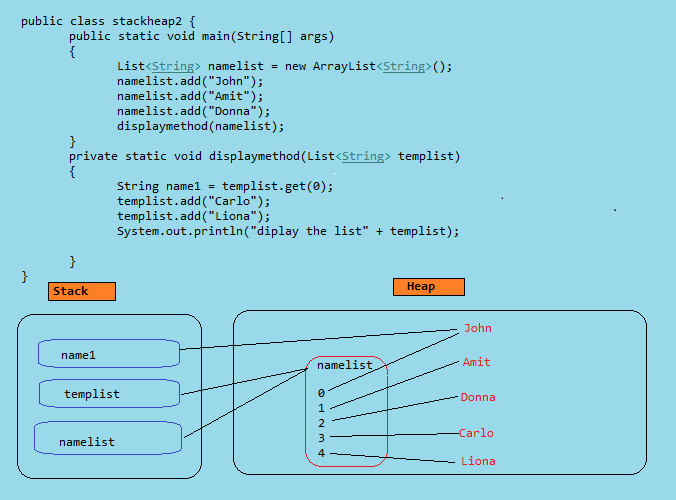 public class stackheap2 {
public static void main(String[] args)
{
List<String> namelist = new ArrayList<String>();
namelist.add("John");
namelist.add("Amit");
namelist.add("Donna");
displaymethod(namelist);
}
private static void displaymethod(List<String> templist)
{
String name1 = templist.get(0);
templist.add("Carlo");
templist.add("Liona");
System.out.println("diplay the list" + templist);
}
}
Stack
Heap
name1
templist
namelist
namelist
0
1
2
3
4
John
Amit
Donna
Carlo
Liona